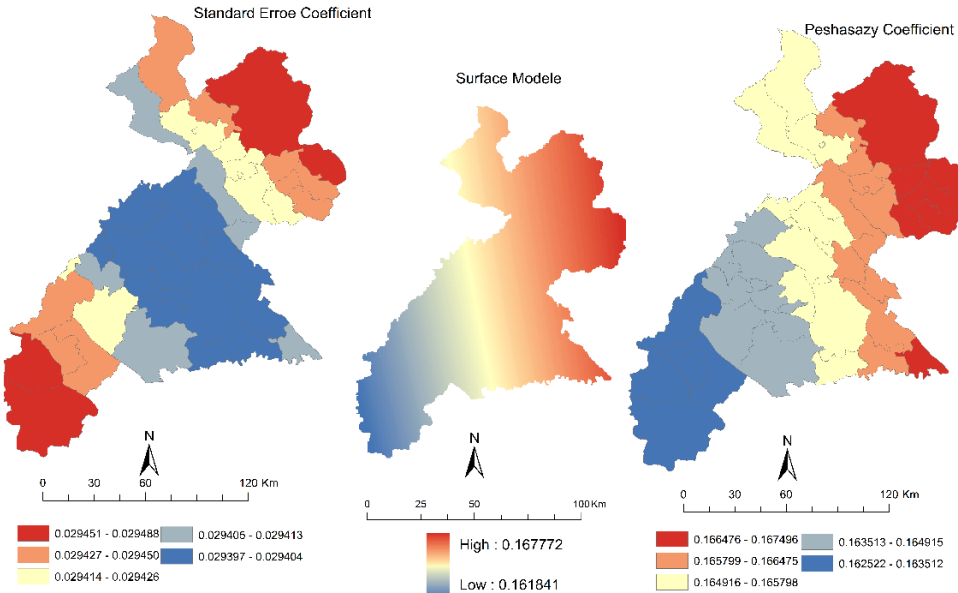 Standard Erroe Coefficient
N
0 30 60 120 Km
0.029451 - 0.029488
0.029427 - 0.029450
0.029414 - 0.029426
0.029405 - 0.029413
0.029397 - 0.029404
Surface Modele
N
0 25 50 100 Km
High : 0.167772
Low : 0.161841
Peshasazy Coefficient
N
0 30 60 120 Km
0.166476 - 0.167496
0.165799 - 0.166475
0.164916 - 0.165798
0.163513 - 0.164915
0.162522 - 0.163512